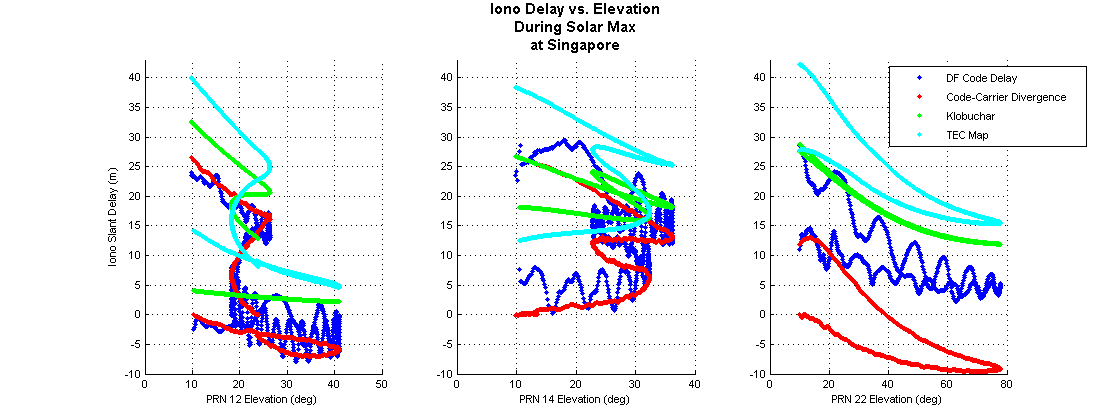 Iono Delay vs. Elevation
During Solar Max
at Singapore
Iono Slant Delay (m)
40
35
30
25
20
15
10
5
0
-5
-10
0 10 20 30 40 50
PRN 12 Elevation (deg)
40
35
30
25
20
15
10
5
0
-5
-10
0 10 20 30 40
PRN 14 Elevation (deg)
40
35
30
25
20
15
10
5
0
-5
-10
0 20 40 60 80
PRN 22 Elevation (deg)
DF Code Delay
Code-Carrier Divergence
Klobuchar
TEC Map